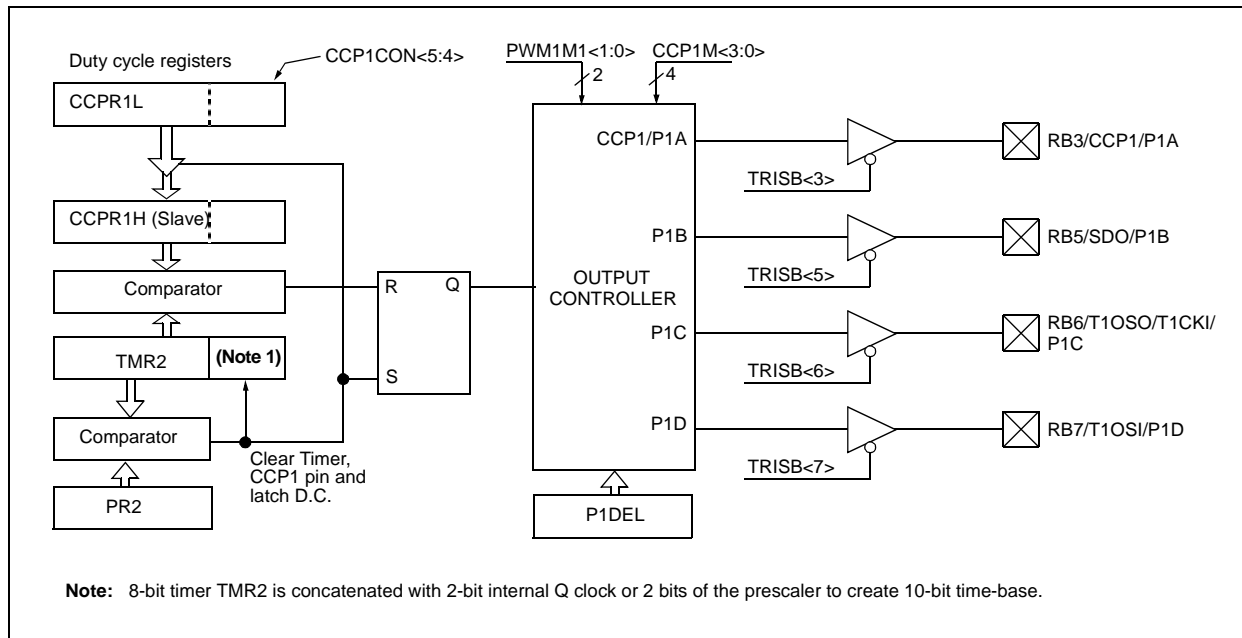 Duty cycle registers
CCP1CON<5:4>
PWM1M1<1:0>
CCP1M<3:0>
2
4
CCPR1L
CCP1/P1A
RB3/CCP1/P1A
TRISB<3>
CCPR1H (Slave)
P1B
RB5/SDO/P1B
TRISB<5>
Comparator
R
Q
OUTPUT
CONTROLLER
P1C
RB6/T1OSO/T1CKI/
P1C
TMR2
(Note 1)
S
TRISB<6>
Comparator
P1D
RB7/T1OSI/P1D
Clear Timer,
CCP1 pin and
latch D.C.
TRISB<7>
PR2
P1DEL
Note: 8-bit timer TMR2 is concatenated with 2-bit internal Q clock or 2 bits of the prescaler to create 10-bit time-base.